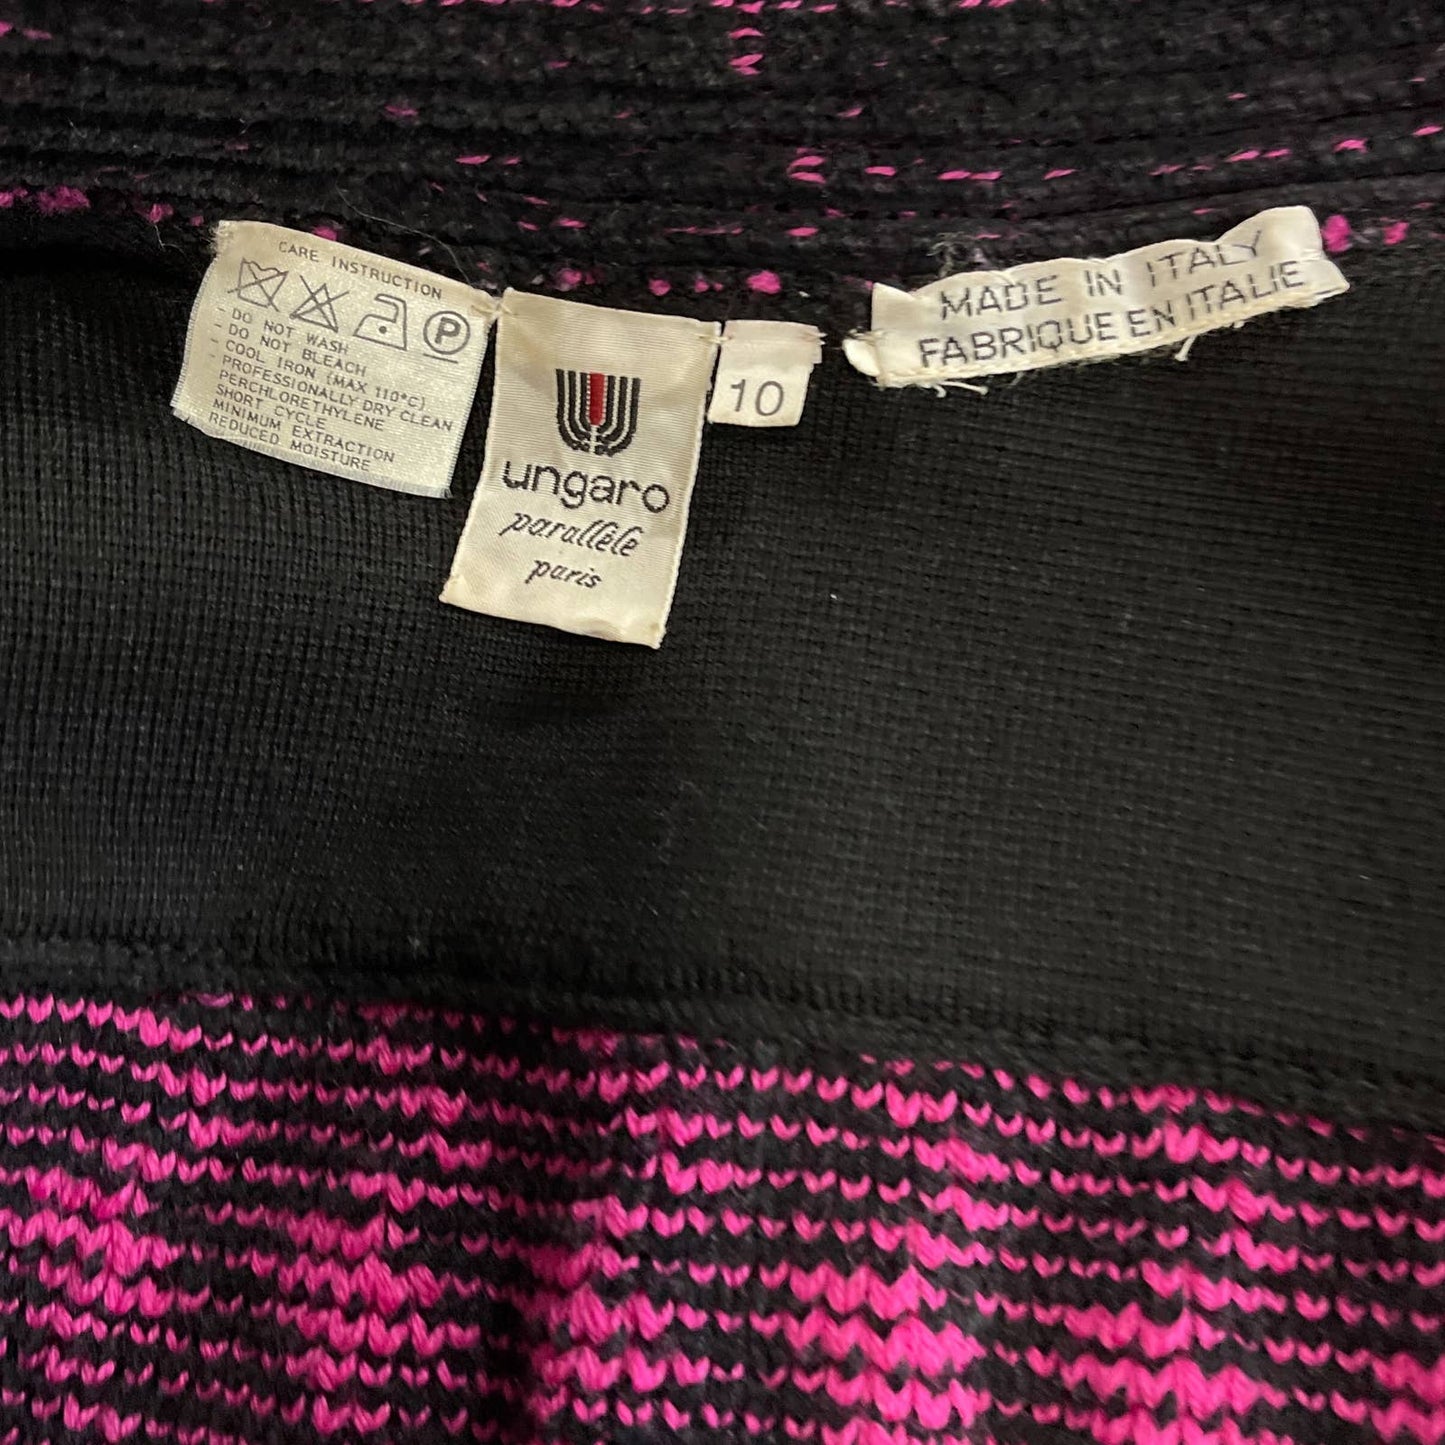 CARE INSTRUCTION
P
- DO NOT WASH
- DO NOT BLEACH
- COOL IRON (MAX 110°C)
- PROFESSIONALLY DRY CLEAN
PERCHLORETHYLENE
SHORT CYCLE
MINIMUM EXTRACTION
REDUCED MOISTURE
ungaro
parallèle
paris
10
MADE IN ITALY
FABRIQUE EN ITALIE